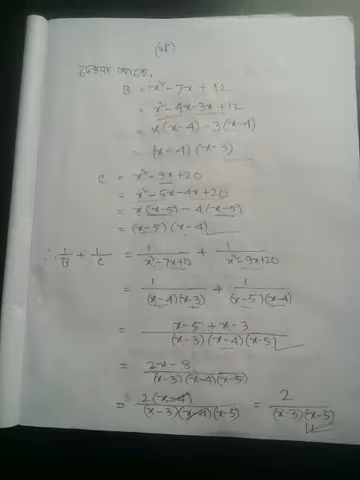 দেওয়া আছে,
B = x² - 7x + 12
= x² - 4x - 3x + 12
= x(x-4) - 3(x-4)
= (x-4)(x-3)
C = x² - 9x + 20
= x² - 5x - 4x + 20
= x(x-5) - 4(x-5)
= (x-5)(x-4)
∴ 1/B + 1/C = 1/(x² - 7x + 12) + 1/(x² - 9x + 20)
= 1/((x-4)(x-3)) + 1/((x-5)(x-4))
= (x-5+x-3)/((x-3)(x-4)(x-5))
= (2x-8)/((x-3)(x-4)(x-5))
= 2(x-4)/((x-3)(x-4)(x-5)) = 2/((x-3)(x-5))